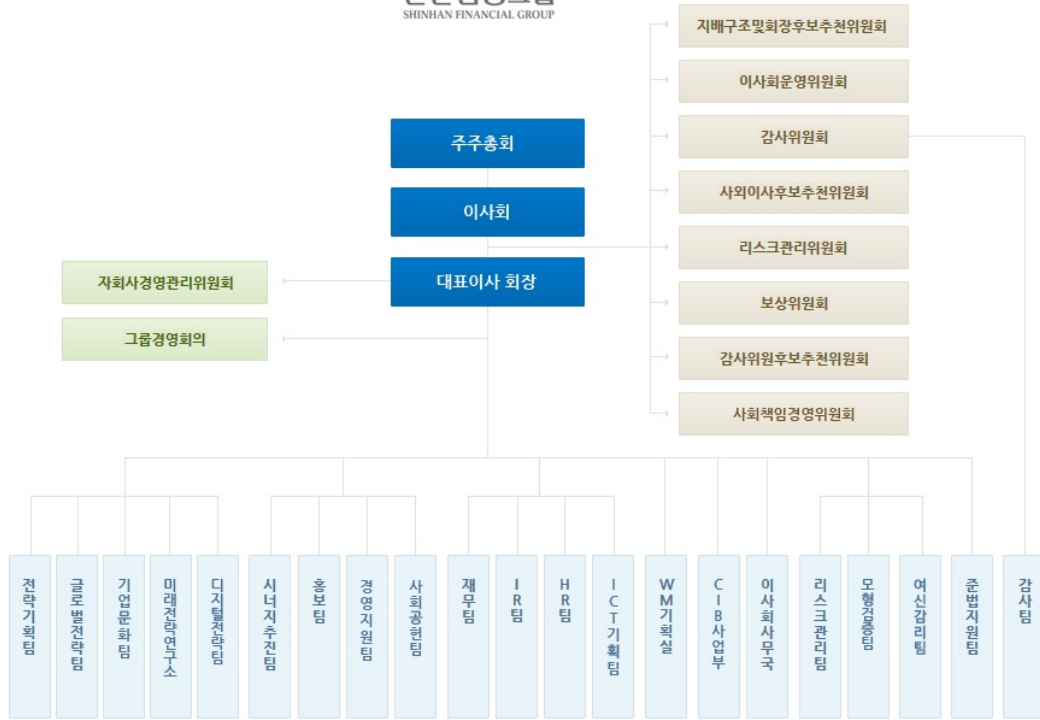 SHINHAN FINANCIAL GROUP
지배구조및회장후보추천위원회
이사회운영위원회
감사위원회
사외이사후보추천위원회
리스크관리위원회
보상위원회
감사위원후보추천위원회
사회책임경영위원회
주주총회
이사회
대표이사 회장
자회사경영관리위원회
그룹경영회의
전략기획팀
글로벌전략팀
기업문화팀
미래전략연구소
디지털전략팀
시너지추진팀
홍보팀
경영지원팀
사회공헌팀
재무팀
IR팀
HR팀
ICT기획팀
WM기획실
CIB사업부
이사회사무국
리스크관리팀
모형검증팀
여신감리팀
준법지원팀
감사팀